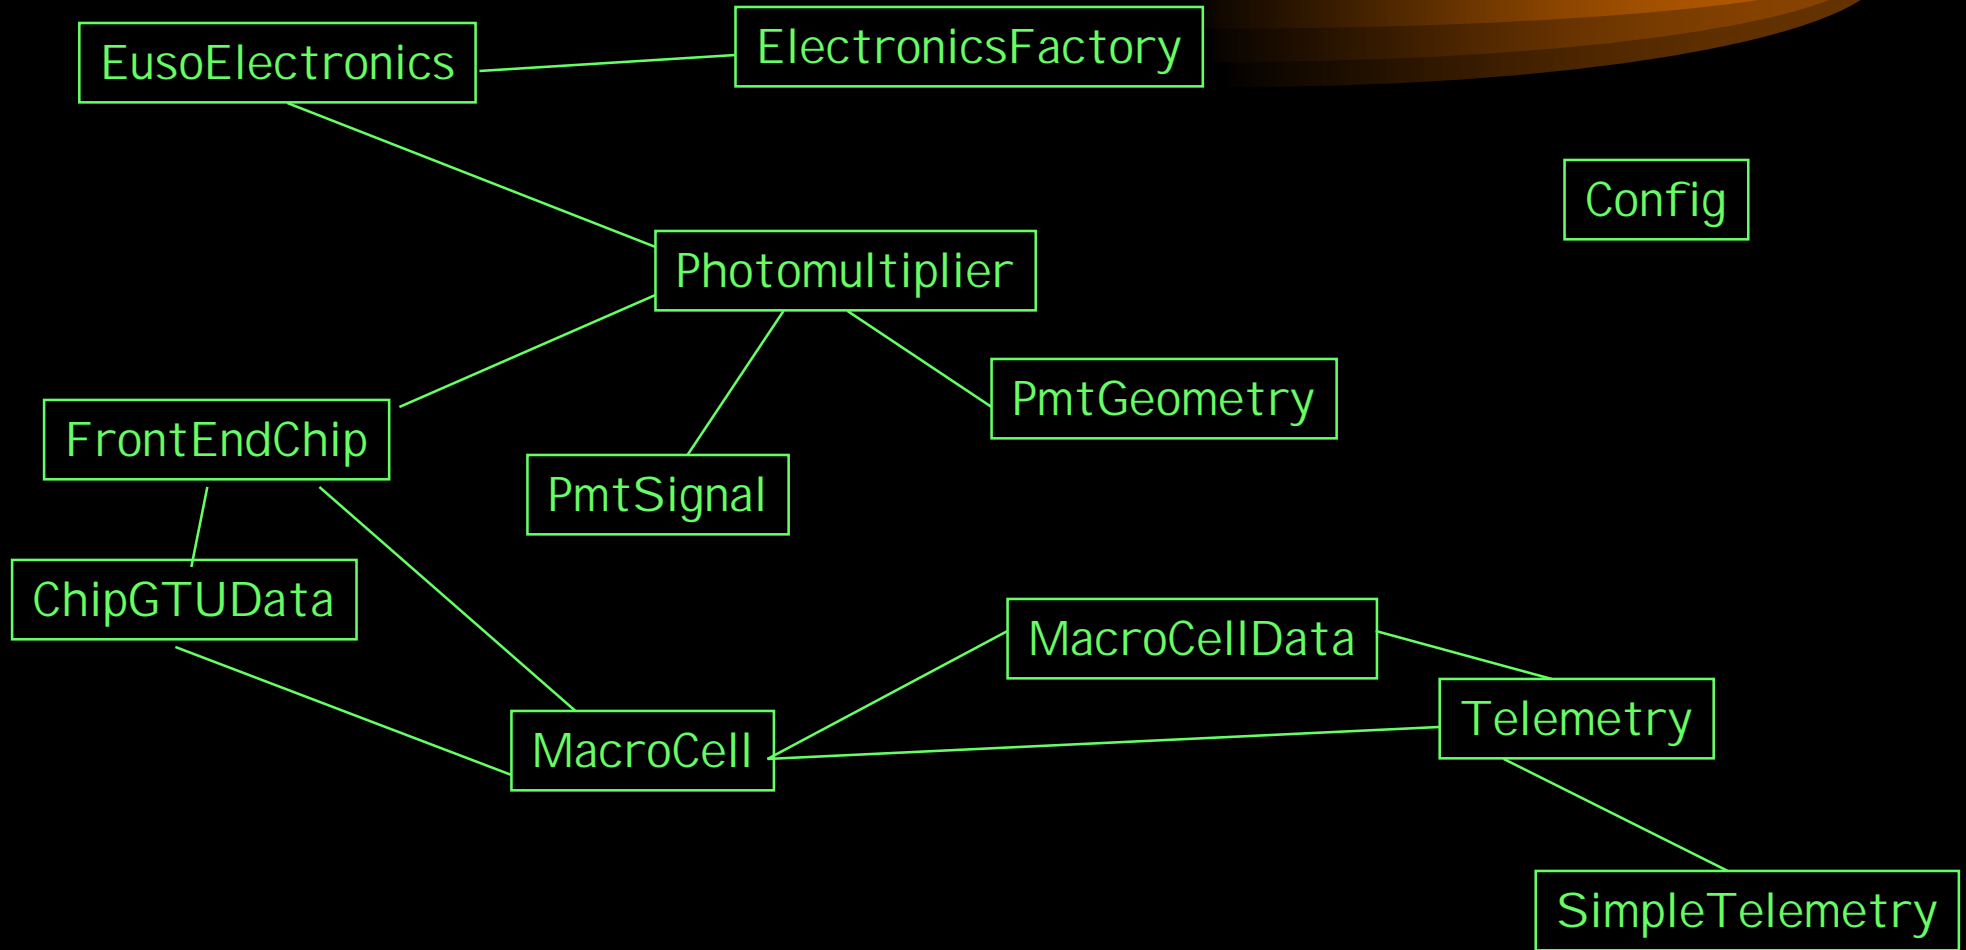 EusoElectronics
ElectronicsFactory
Config
Photomultiplier
PmtGeometry
FrontEndChip
PmtSignal
ChipGTUData
MacroCellData
Telemetry
MacroCell
SimpleTelemetry